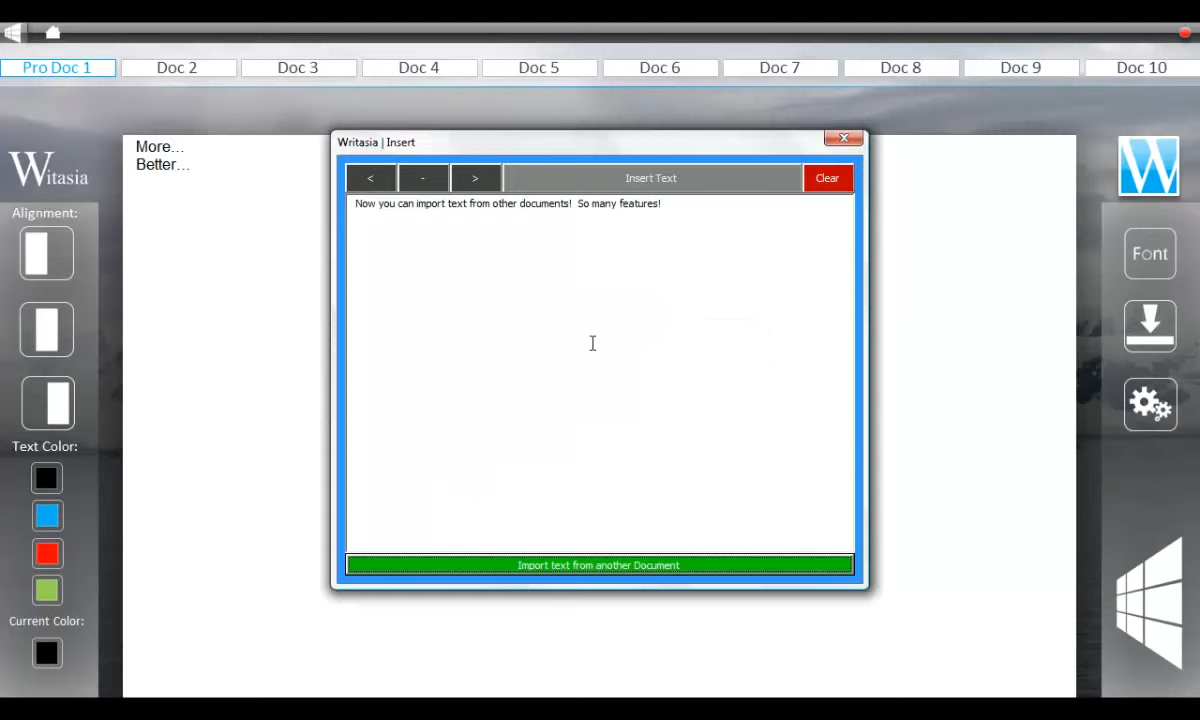 Pro Doc 1 Doc 2 Doc 3 Doc 4 Doc 5 Doc 6 Doc 7 Doc 8 Doc 9 Doc 10
Witasia
Alignment:
Text Color:
Current Color:
More...
Better...
Writasia | Insert
< - > Insert Text Clear
Now you can import text from other documents!  So many features!
Import text from another Document
W
Font